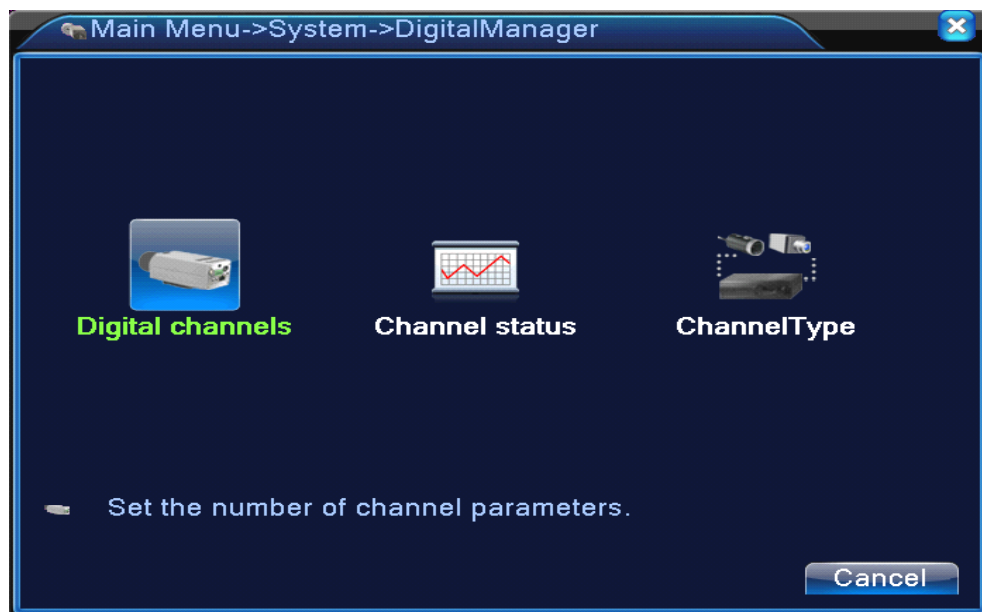 Main Menu->System->DigitalManager
Digital channels
Channel status
ChannelType
Set the number of channel parameters.
Cancel